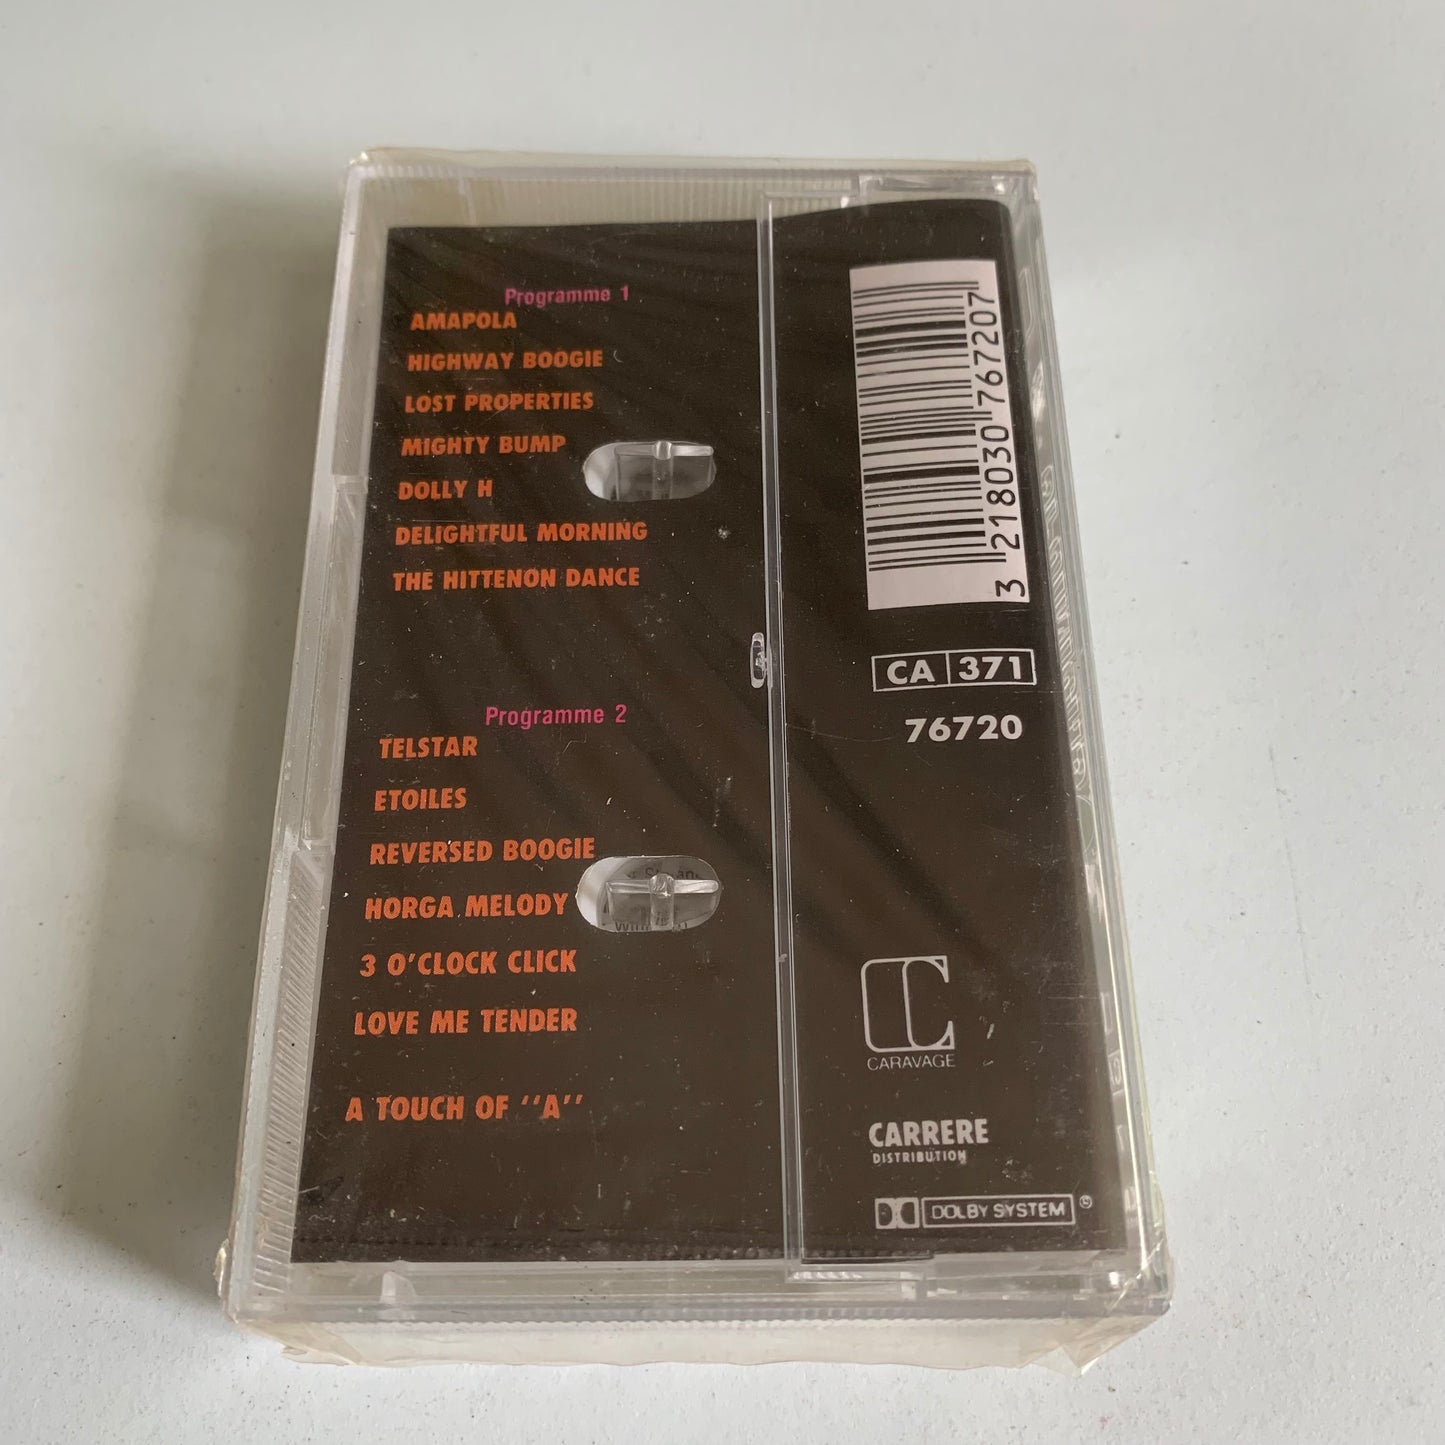 Programme 1
AMAPOLA
HIGHWAY BOOGIE
LOST PROPERTIES
MIGHTY BUMP
DOLLY H
DELIGHTFUL MORNING
THE HITTENON DANCE
Programme 2
TELSTAR
ETOILES
REVERSED BOOGIE
HORGA MELODY
3 O'CLOCK CLICK
LOVE ME TENDER
A TOUCH OF "A"
3 218030 767207
CA 371
76720
CARAVAGE
CARRERE
DISTRIBUTION
DOLBY SYSTEM®